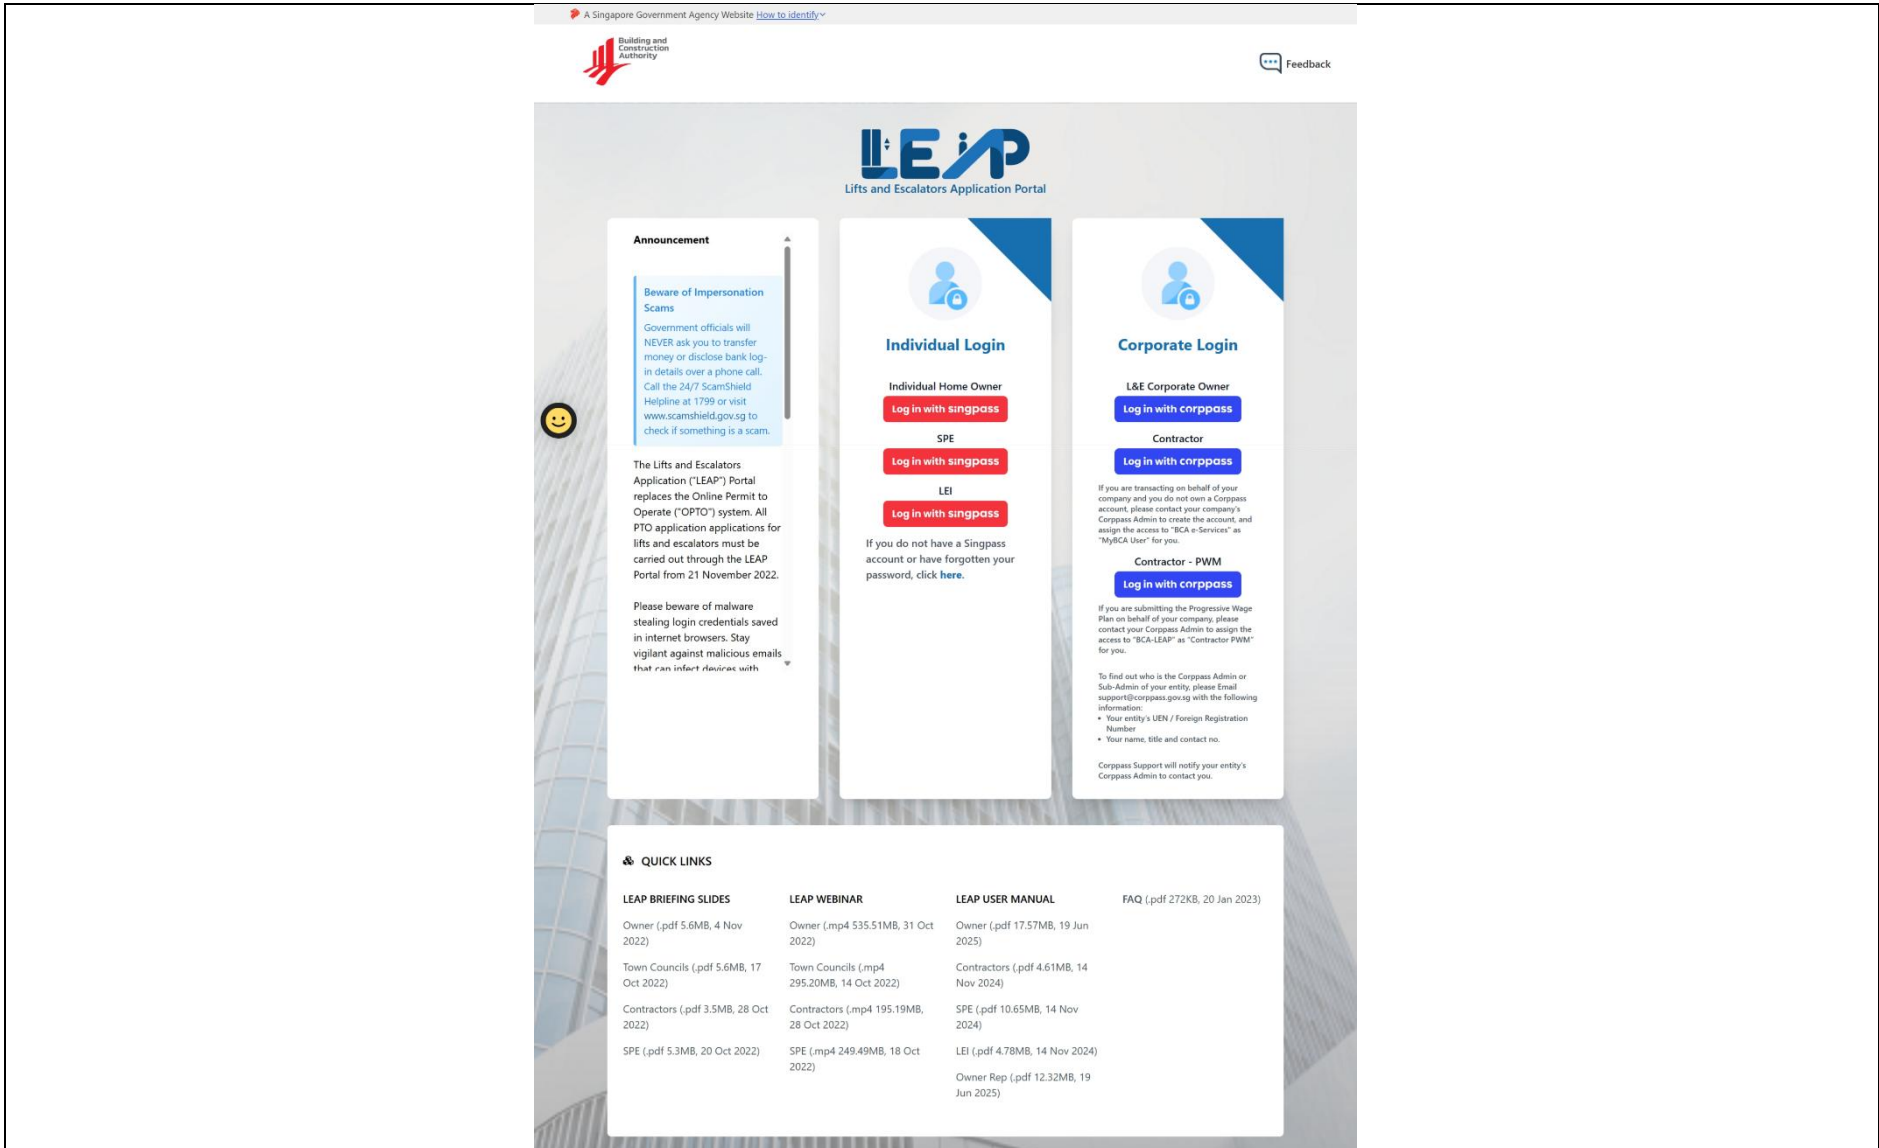 A Singapore Government Agency Website How to identify
Building and
Construction
Authority
Feedback
LEAP
Lifts and Escalators Application Portal
Announcement
Beware of Impersonation
Scams
Government officials will
NEVER ask you to transfer
money or disclose bank log-
in details over a phone call.
Call the 24/7 ScamShield
Helpline at 1799 or visit
www.scamshield.gov.sg to
check if something is a scam.
The Lifts and Escalators
Application ("LEAP") Portal
replaces the Online Permit to
Operate ("OPTO") system. All
PTO application applications for
lifts and escalators must be
carried out through the LEAP
Portal from 21 November 2022.
Please beware of malware
stealing login credentials saved
in internet browsers. Stay
vigilant against malicious emails
that can infect devices with
Individual Login
Individual Home Owner
Log in with singpass
SPE
Log in with singpass
LEI
Log in with singpass
If you do not have a Singpass
account or have forgotten your
password, click here.
Corporate Login
L&E Corporate Owner
Log in with corppass
Contractor
Log in with corppass
If you are transacting on behalf of your
company and you do not own a Corppass
account, please contact your company's
Corppass Admin to create the account, and
assign the access to "BCA e-Services" as
"MyBCA User" for you.
Contractor - PWM
Log in with corppass
If you are submitting the Progressive Wage
Plan on behalf of your company, please
contact your Corppass Admin to assign the
access to "BCA-LEAP" as "Contractor PWM"
for you.
To find out who is the Corppass Admin or
Sub-Admin of your entity, please Email
support@corppass.gov.sg with the following
information:
• Your entity's UEN / Foreign Registration
Number
• Your name, title and contact no.
Corppass Support will notify your entity's
Corppass Admin to contact you.
QUICK LINKS
LEAP BRIEFING SLIDES
Owner (.pdf 5.6MB, 4 Nov
2022)
Town Councils (.pdf 5.6MB, 17
Oct 2022)
Contractors (.pdf 3.5MB, 28 Oct
2022)
SPE (.pdf 5.3MB, 20 Oct 2022)
LEAP WEBINAR
Owner (.mp4 535.51MB, 31 Oct
2022)
Town Councils (.mp4
295.20MB, 14 Oct 2022)
Contractors (.mp4 195.19MB,
28 Oct 2022)
SPE (.mp4 249.49MB, 18 Oct
2022)
LEAP USER MANUAL
Owner (.pdf 17.57MB, 19 Jun
2025)
Contractors (.pdf 4.61MB, 14
Nov 2024)
SPE (.pdf 10.65MB, 14 Nov
2024)
LEI (.pdf 4.78MB, 14 Nov 2024)
Owner Rep (.pdf 12.32MB, 19
Jun 2025)
FAQ (.pdf 272KB, 20 Jan 2023)